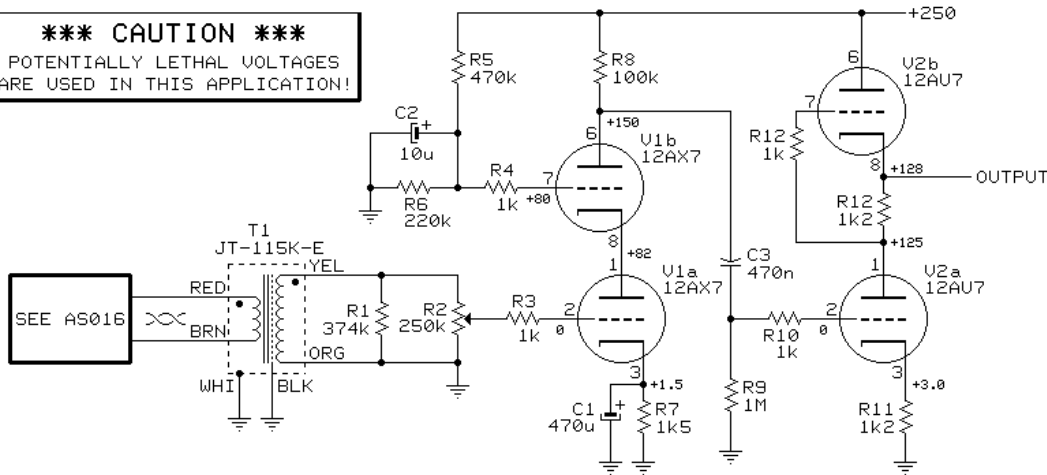 *** CAUTION ***
POTENTIALLY LETHAL VOLTAGES
ARE USED IN THIS APPLICATION!
+250
R5
470k
R8
100k
6
V2b
12AU7
7
C2
+
10u
+150
6
V1b
12AX7
R12
1k
8
+128
OUTPUT
R4
1k
7
+80
R6
220k
R12
1k2
8
+82
+125
T1
JT-115K-E
YEL
RED
SEE AS016
BRN
ORG
WHI
BLK
R1
374k
R2
250k
R3
1k
1
V1a
12AX7
2
0
3
+1.5
C3
470n
1
V2a
12AU7
2
0
R10
1k
3
+3.0
C1
470u
+
R7
1k5
R9
1M
R11
1k2